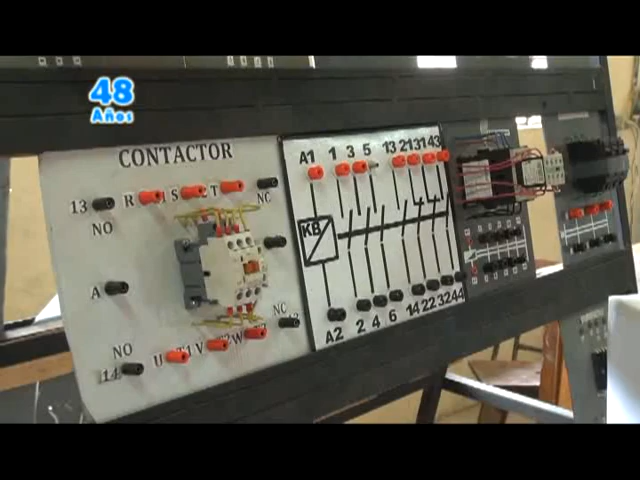 48
Años
CONTACTOR
13 R S T NC
NO
A
NO NC
14 U V W
A1 1 3 5 13 21 31 43
KB
A2 2 4 6 14 22 32 44